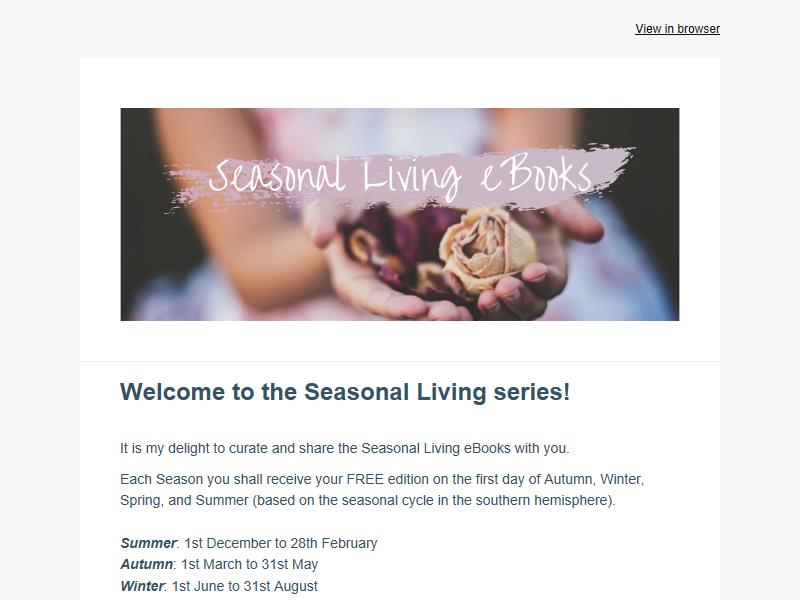 View in browser
Seasonal Living eBooks
Welcome to the Seasonal Living series!
It is my delight to curate and share the Seasonal Living eBooks with you.
Each Season you shall receive your FREE edition on the first day of Autumn, Winter,
Spring, and Summer (based on the seasonal cycle in the southern hemisphere).
Summer: 1st December to 28th February
Autumn: 1st March to 31st May
Winter: 1st June to 31st August